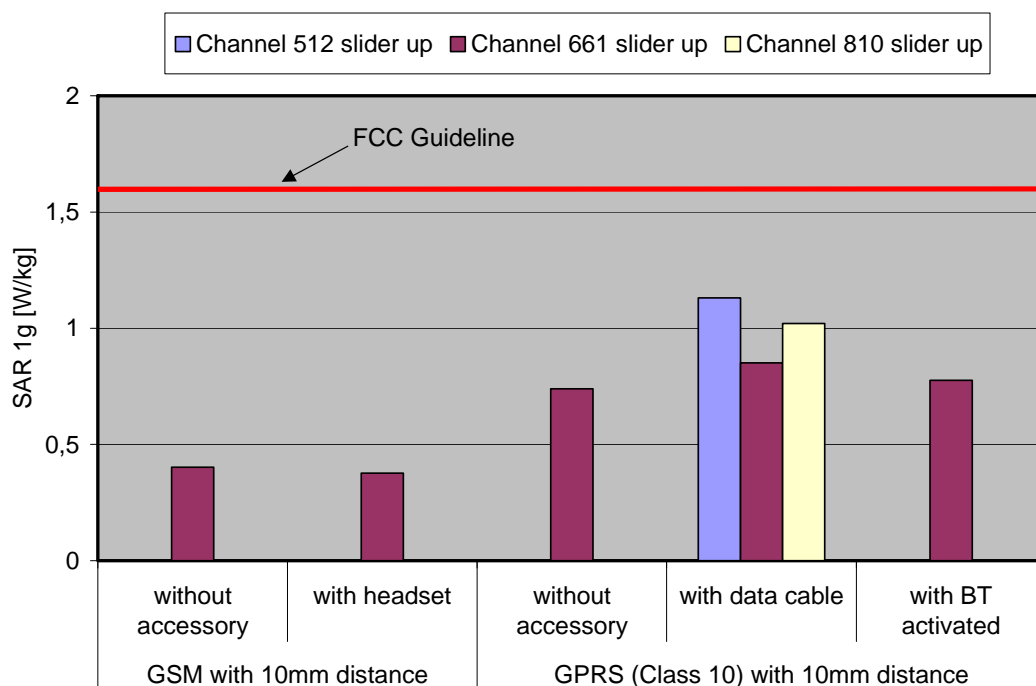 Channel 512 slider up Channel 661 slider up Channel 810 slider up
2
FCC Guideline
1,5
SAR 1g [W/kg]
1
0,5
0
without accessory
with headset
without accessory
with data cable
with BT activated
GSM with 10mm distance
GPRS (Class 10) with 10mm distance